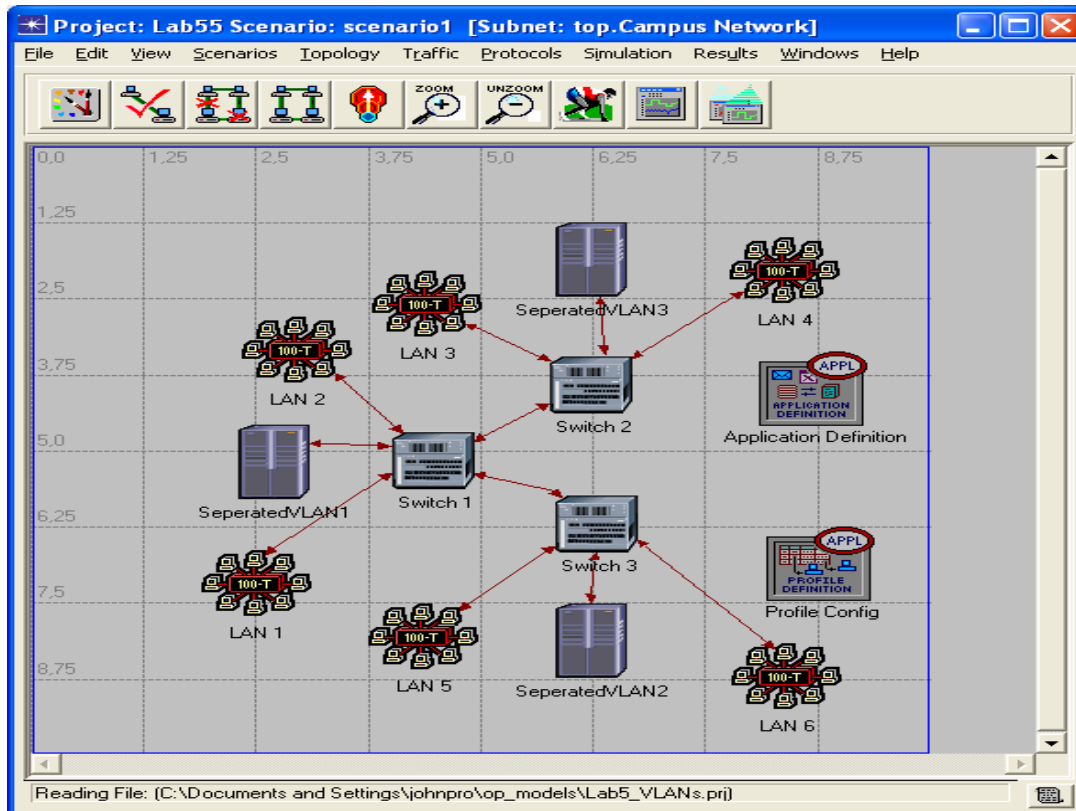 Project: Lab55 Scenario: scenario1 [Subnet: top.Campus Network]
File Edit View Scenarios Topology Traffic Protocols Simulation Results Windows Help
ZOOM UNZOOM
0,0 1,25 2,5 3,75 5,0 6,25 7,5 8,75
1,25
2,5
3,75
5,0
6,25
7,5
8,75
SeperatedVLAN3
100-T
LAN 4
100-T
LAN 3
100-T
LAN 2
Switch 2
APPL
APPLICATION
DEFINITION
Application Definition
Switch 1
SeperatedVLAN1
Switch 3
APPL
PROFILE
DEFINITION
Profile Config
100-T
LAN 1
100-T
LAN 5
SeperatedVLAN2
100-T
LAN 6
Reading File: (C:\Documents and Settings\johnpro\op_models\Lab5_VLANs.prj)